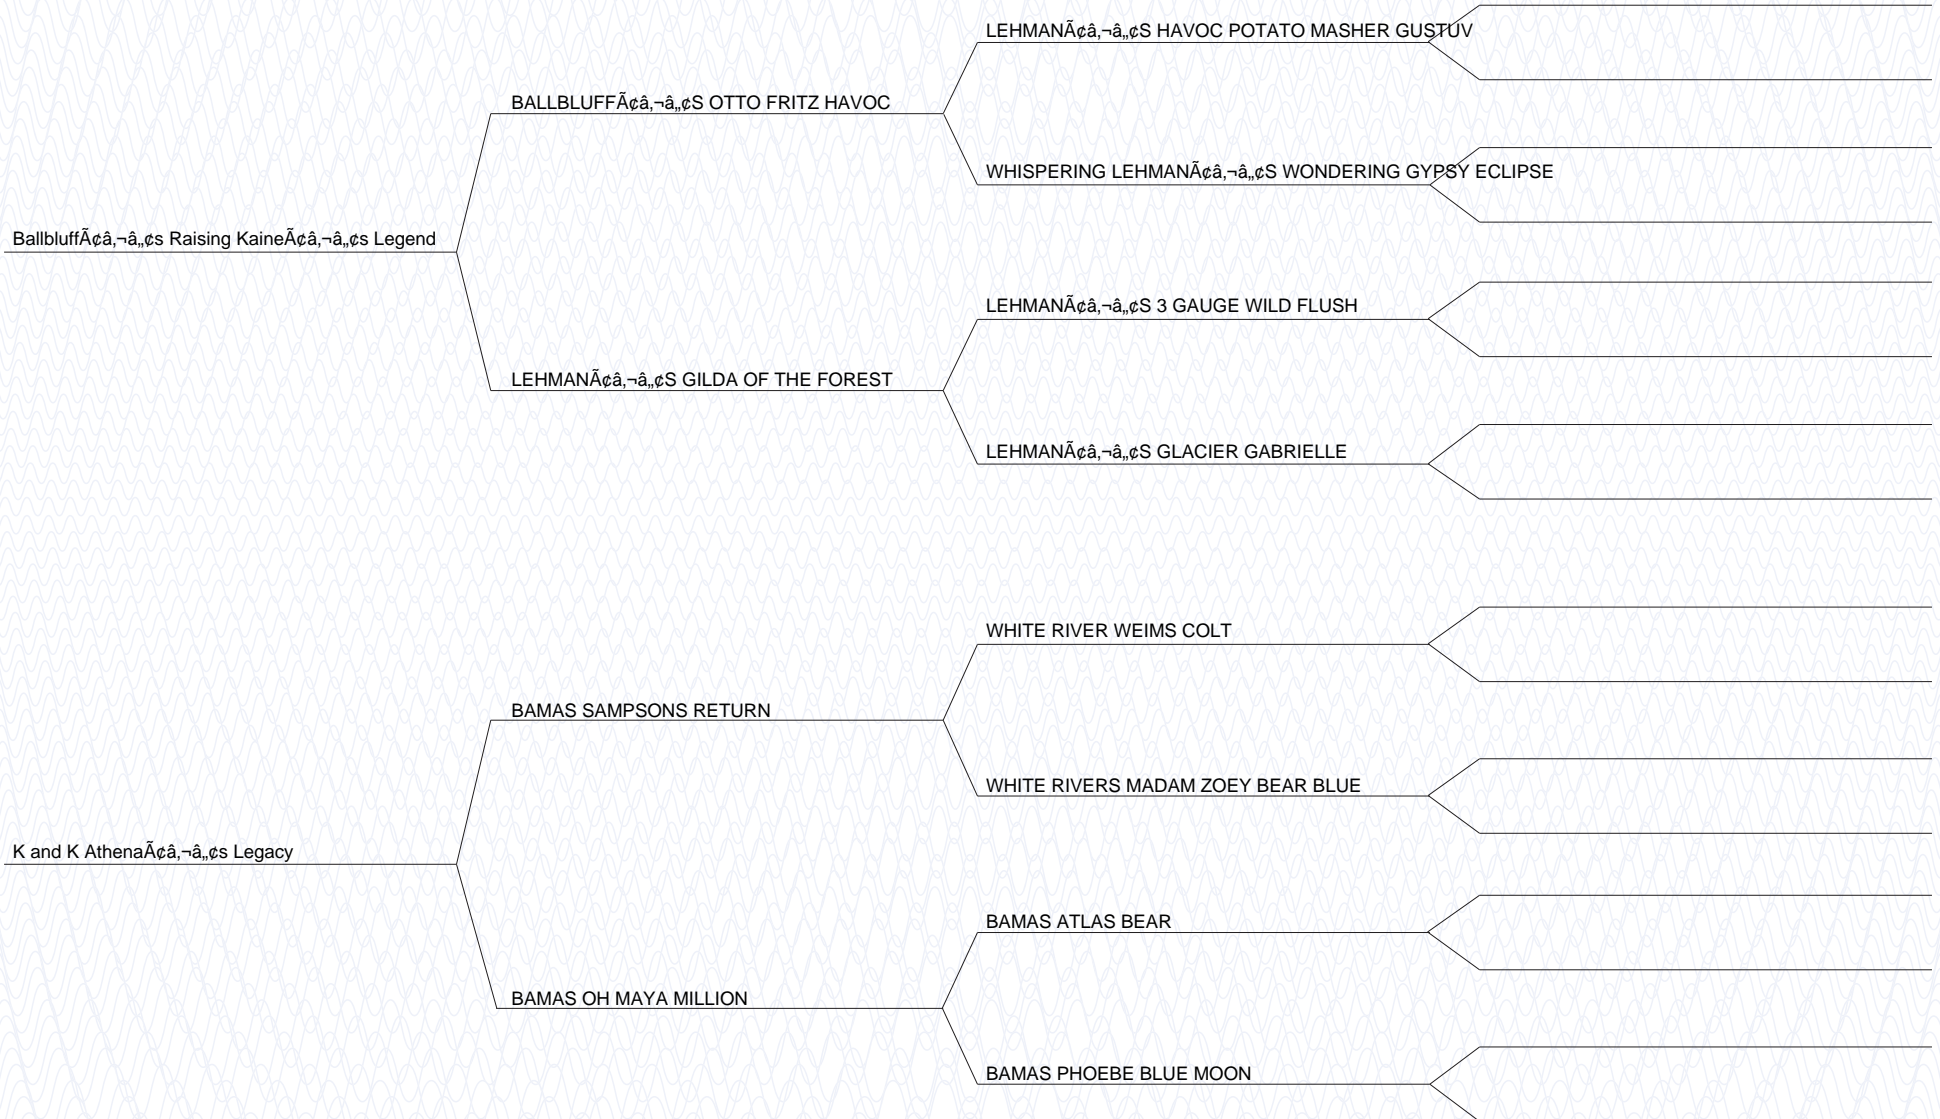 LEHMANÃ¢â‚¬â„¢S HAVOC POTATO MASHER GUSTUV
BALLBLUFFÃ¢â‚¬â„¢S OTTO FRITZ HAVOC
WHISPERING LEHMANÃ¢â‚¬â„¢S WONDERING GYPSY ECLIPSE
BallbluffÃ¢â‚¬â„¢s Raising KaineÃ¢â‚¬â„¢s Legend
LEHMANÃ¢â‚¬â„¢S 3 GAUGE WILD FLUSH
LEHMANÃ¢â‚¬â„¢S GILDA OF THE FOREST
LEHMANÃ¢â‚¬â„¢S GLACIER GABRIELLE
WHITE RIVER WEIMS COLT
BAMAS SAMPSONS RETURN
WHITE RIVERS MADAM ZOEY BEAR BLUE
K and K AthenaÃ¢â‚¬â„¢s Legacy
BAMAS ATLAS BEAR
BAMAS OH MAYA MILLION
BAMAS PHOEBE BLUE MOON